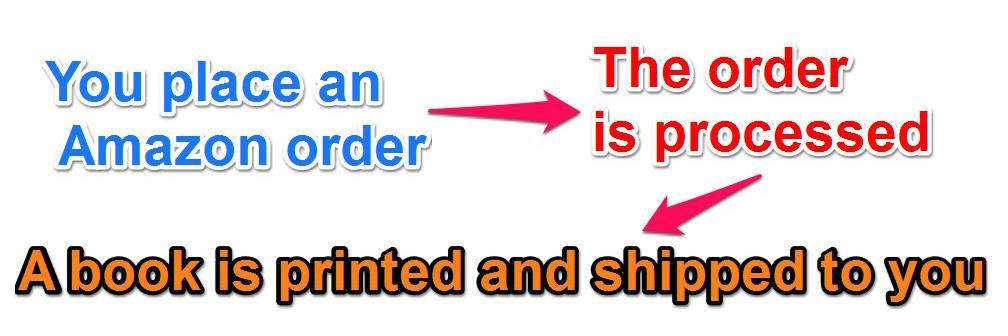 You place an
Amazon order
The order
is processed
A book is printed and shipped to you